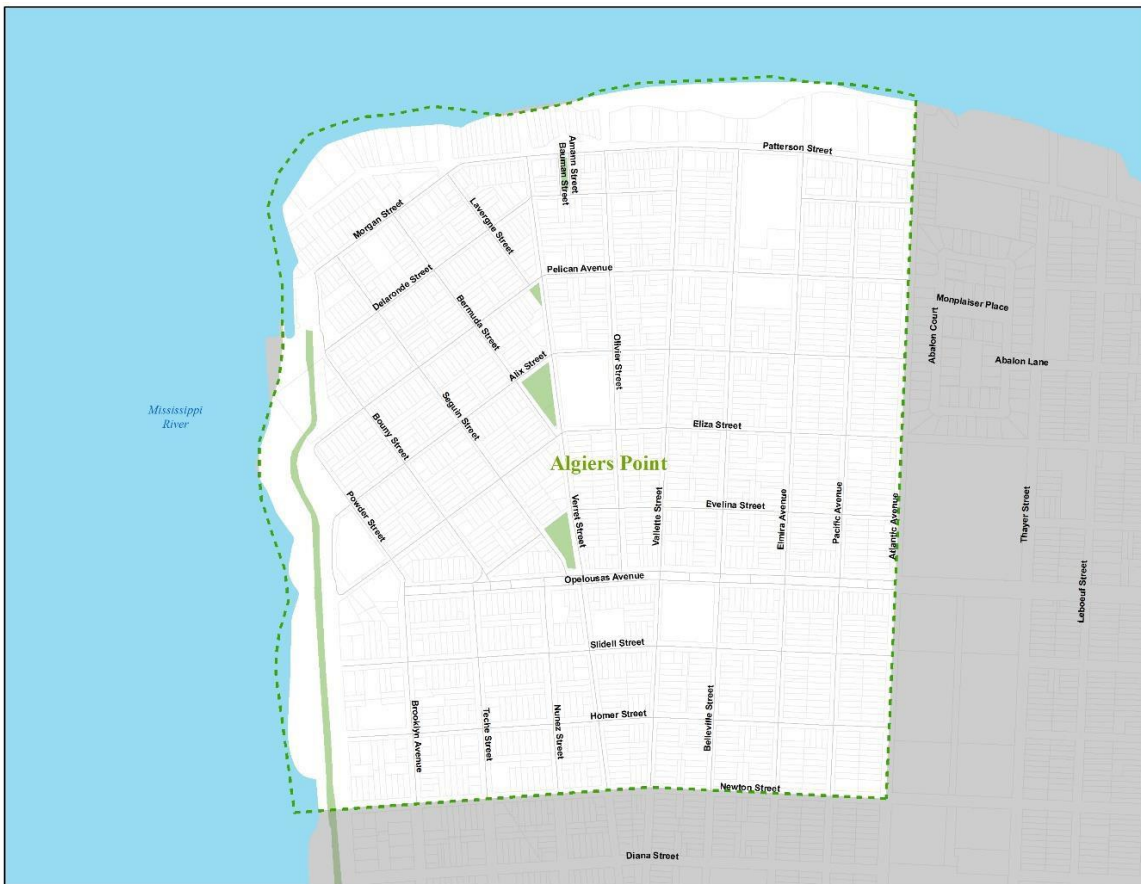 Amann Street
Bauman Street
Patterson Street
Morgan Street
Lavergne Street
Pelican Avenue
Delaronde Street
Monplaiser Place
Bermuda Street
Abalon Court
Olivier Street
Abalon Lane
Alix Street
Mississippi
River
Seguin Street
Bouny Street
Eliza Street
Algiers Point
Powder Street
Verret Street
Vallette Street
Evelina Street
Elmira Avenue
Pacific Avenue
Atlantic Avenue
Thayer Street
Leboeuf Street
Opelousas Avenue
Slidell Street
Brooklyn Avenue
Teche Street
Nunez Street
Homer Street
Belleville Street
Newton Street
Diana Street